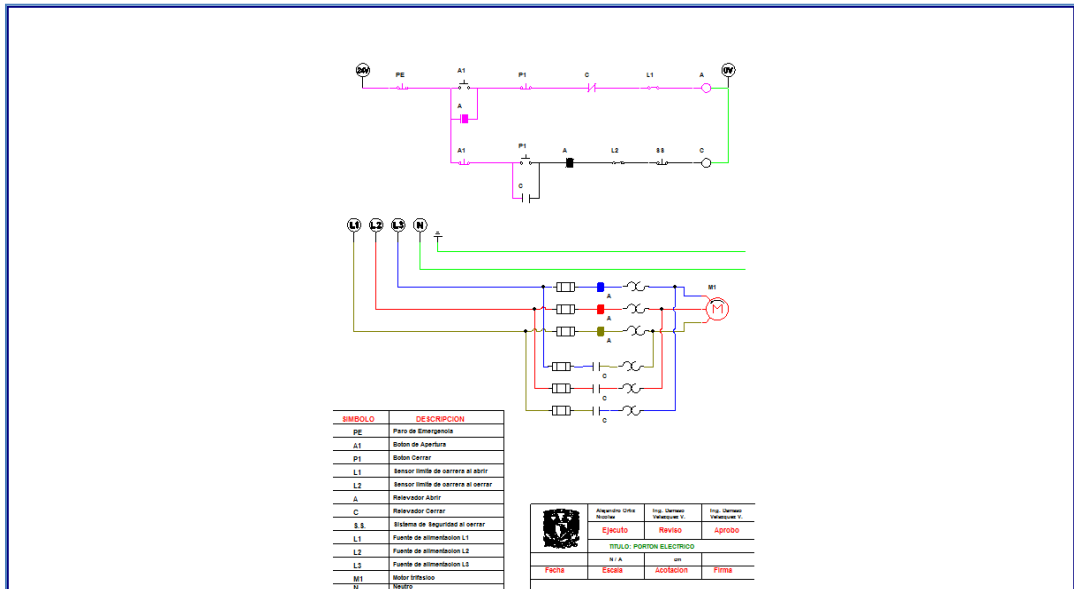 24V
0V
PE
A1
P1
C
L1
A
A
A1
P1
A
L2
SS
C
C
L1
L2
L3
N
A
M1
M
A
A
C
C
C
SIMBOLO DESCRIPCION
PE Paro de Emergencia
A1 Boton de Apertura
P1 Boton Cerrar
L1 Sensor limite de carrera al abrir
L2 Sensor limite de carrera al cerrar
A Relevador Abrir
C Relevador Cerrar
S.S. Sistema de Seguridad al cerrar
L1 Fuente de alimentacion L1
L2 Fuente de alimentacion L2
L3 Fuente de alimentacion L3
M1 Motor trifasico
N Neutro
Alejandro Ortiz Nicolas
Ing. Damaso Velazquez V.
Ing. Damaso Velazquez V.
Ejecuto Reviso Aprobo
TITULO: PORTON ELECTRICO
N / A cm
Fecha Escala Acotacion Firma